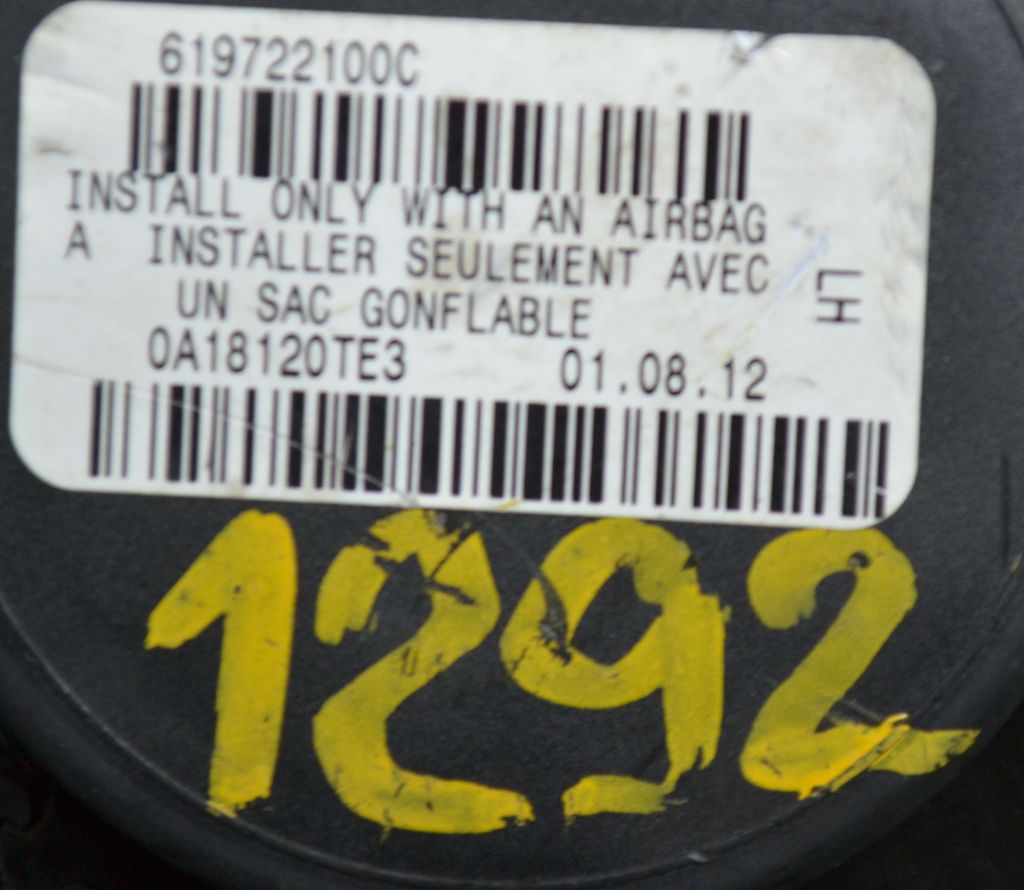 619722100C
INSTALL ONLY WITH AN AIRBAG
A INSTALLER SEULEMENT AVEC
UN SAC GONFLABLE
LH
0A18120TE3 01.08.12
1292